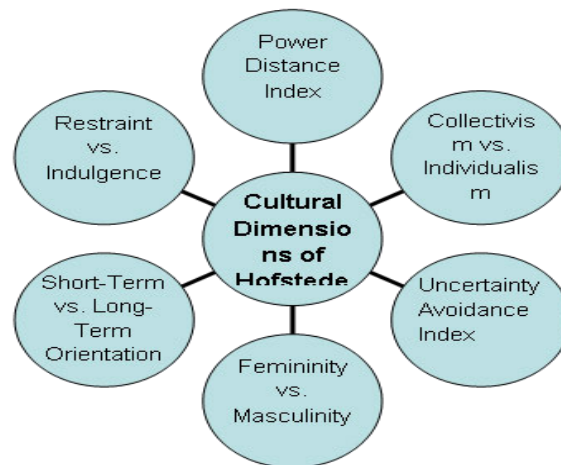 Power
Distance
Index
Collectivis
m vs.
Individualis
m
Uncertainty
Avoidance
Index
Femininity
vs.
Masculinity
Short-Term
vs. Long-
Term
Orientation
Restraint
vs.
Indulgence
Cultural
Dimensio
ns of
Hofstede